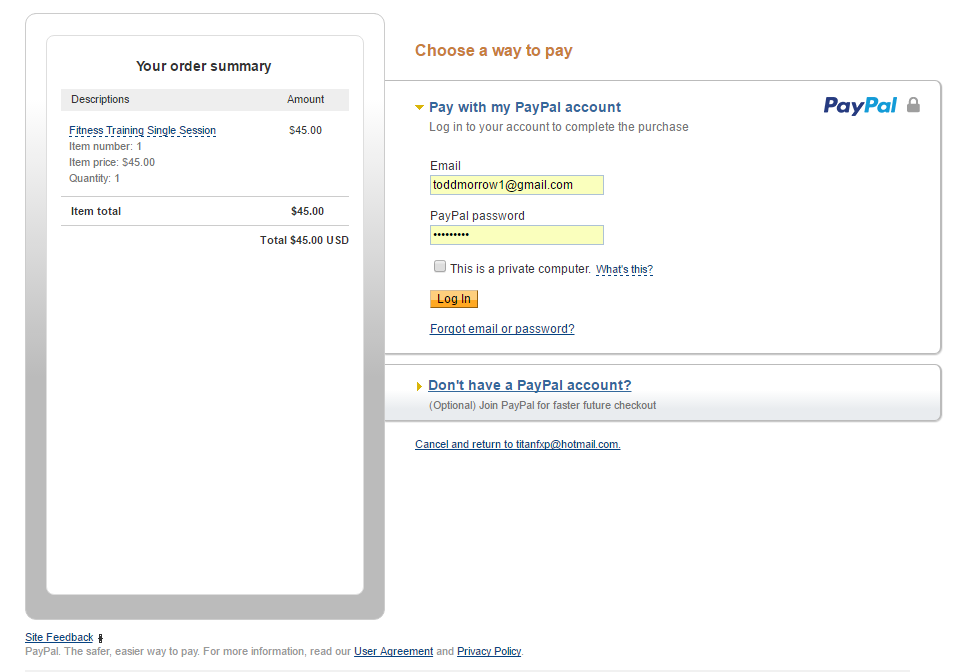 Your order summary
Descriptions Amount
Fitness Training Single Session $45.00
Item number: 1
Item price: $45.00
Quantity: 1
Item total $45.00
Total $45.00 USD
Choose a way to pay
Pay with my PayPal account
PayPal
Log in to your account to complete the purchase
Email
toddmorrow1@gmail.com
PayPal password
•••••••••
This is a private computer. What's this?
Log In
Forgot email or password?
Don't have a PayPal account?
(Optional) Join PayPal for faster future checkout
Cancel and return to titanfxp@hotmail.com.
Site Feedback
PayPal. The safer, easier way to pay. For more information, read our User Agreement and Privacy Policy.